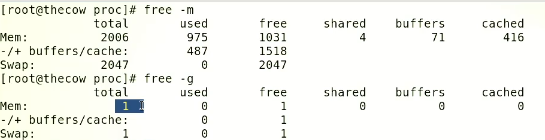 [root@thecow proc]# free -m
total used free shared buffers cached
Mem: 2006 975 1031 4 71 416
-/+ buffers/cache: 487 1518
Swap: 2047 0 2047
[root@thecow proc]# free -g
total used free shared buffers cached
Mem: 1 0 1 0 0 0
-/+ buffers/cache: 0 1
Swap: 1 0 1